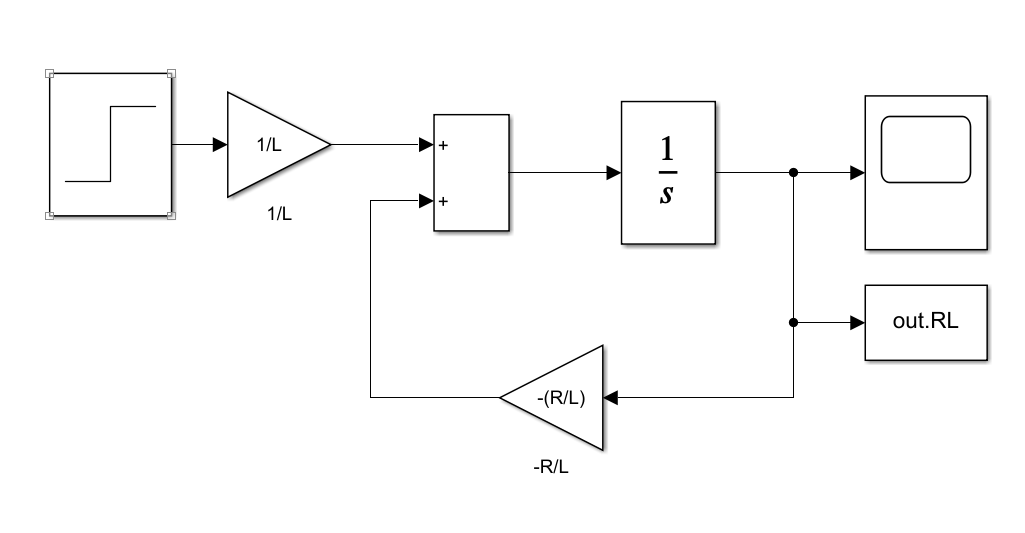 1/L
1/L
+
+
1
s
out.RL
-(R/L)
-R/L